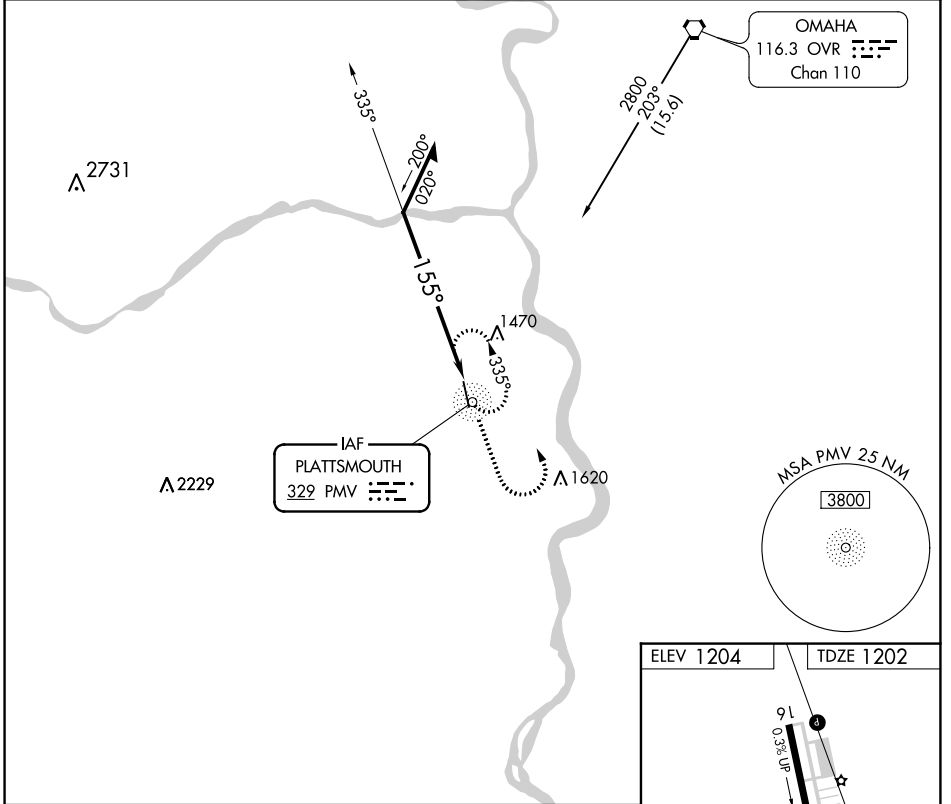 OMAHA
116.3 OVR
Chan 110
2800
203°
(15.6)
335°
200°
020°
2731
155°
1470
335°
IAF
PLATTSMOUTH
329 PMV
2229
1620
MSA PMV 25 NM
3800
ELEV 1204
TDZE 1202
16
P
0.3% UP